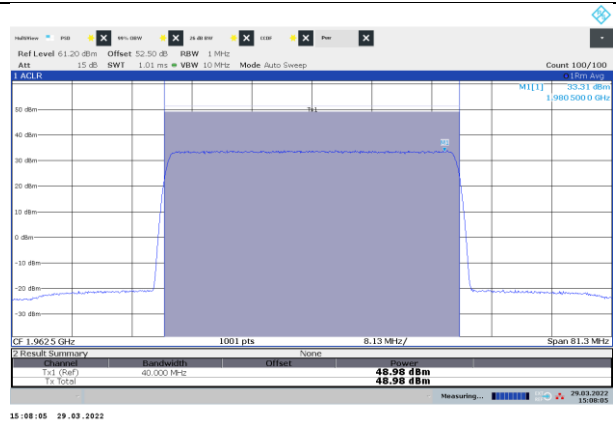 MultiView PSD X 99% OBW X 26 dB BW X CCDF X Pwr X
Ref Level 61.20 dBm Offset 52.50 dB RBW 1 MHz
Att 15 dB SWT 1.01 ms VBW 10 MHz Mode Auto Sweep Count 100/100
1 ACLR 1Rm Avg
M1[1] 33.31 dBm
1.980 500 0 GHz
50 dBm Tx1
40 dBm M1
30 dBm
20 dBm
10 dBm
0 dBm
-10 dBm
-20 dBm
-30 dBm
CF 1.9625 GHz 1001 pts 8.13 MHz/ Span 81.3 MHz
2 Result Summary None
Channel Bandwidth Offset Power
Tx1 (Ref) 40.000 MHz 48.98 dBm
Tx Total 48.98 dBm
Measuring... 29.03.2022
15:08:05
15:08:05 29.03.2022